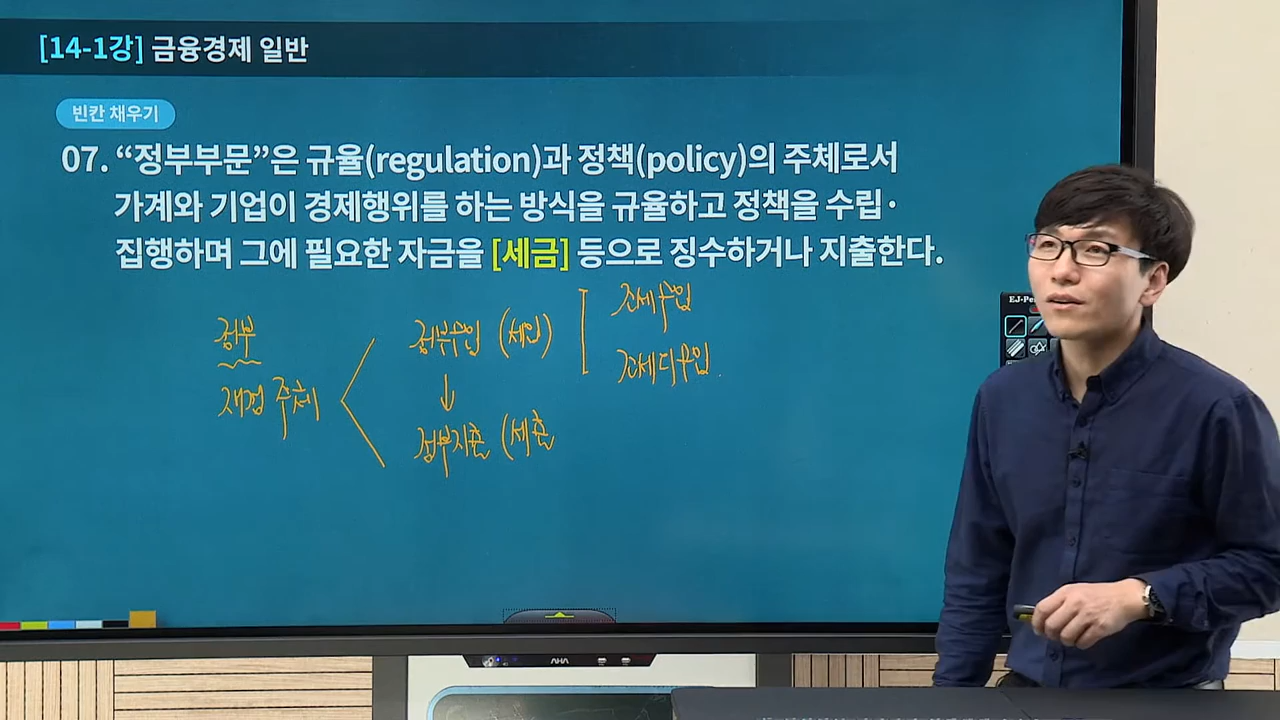 [14-1강] 금융경제 일반
빈칸 채우기
07. “정부부문”은 규율(regulation)과 정책(policy)의 주체로서
가계와 기업이 경제행위를 하는 방식을 규율하고 정책을 수립·
집행하며 그에 필요한 자금을 [세금] 등으로 징수하거나 지출한다.
정부
재정 주체
정부수입 (세입)
정부지출 (세출
조세수입
조세외수입
EJ-Pe
AHA